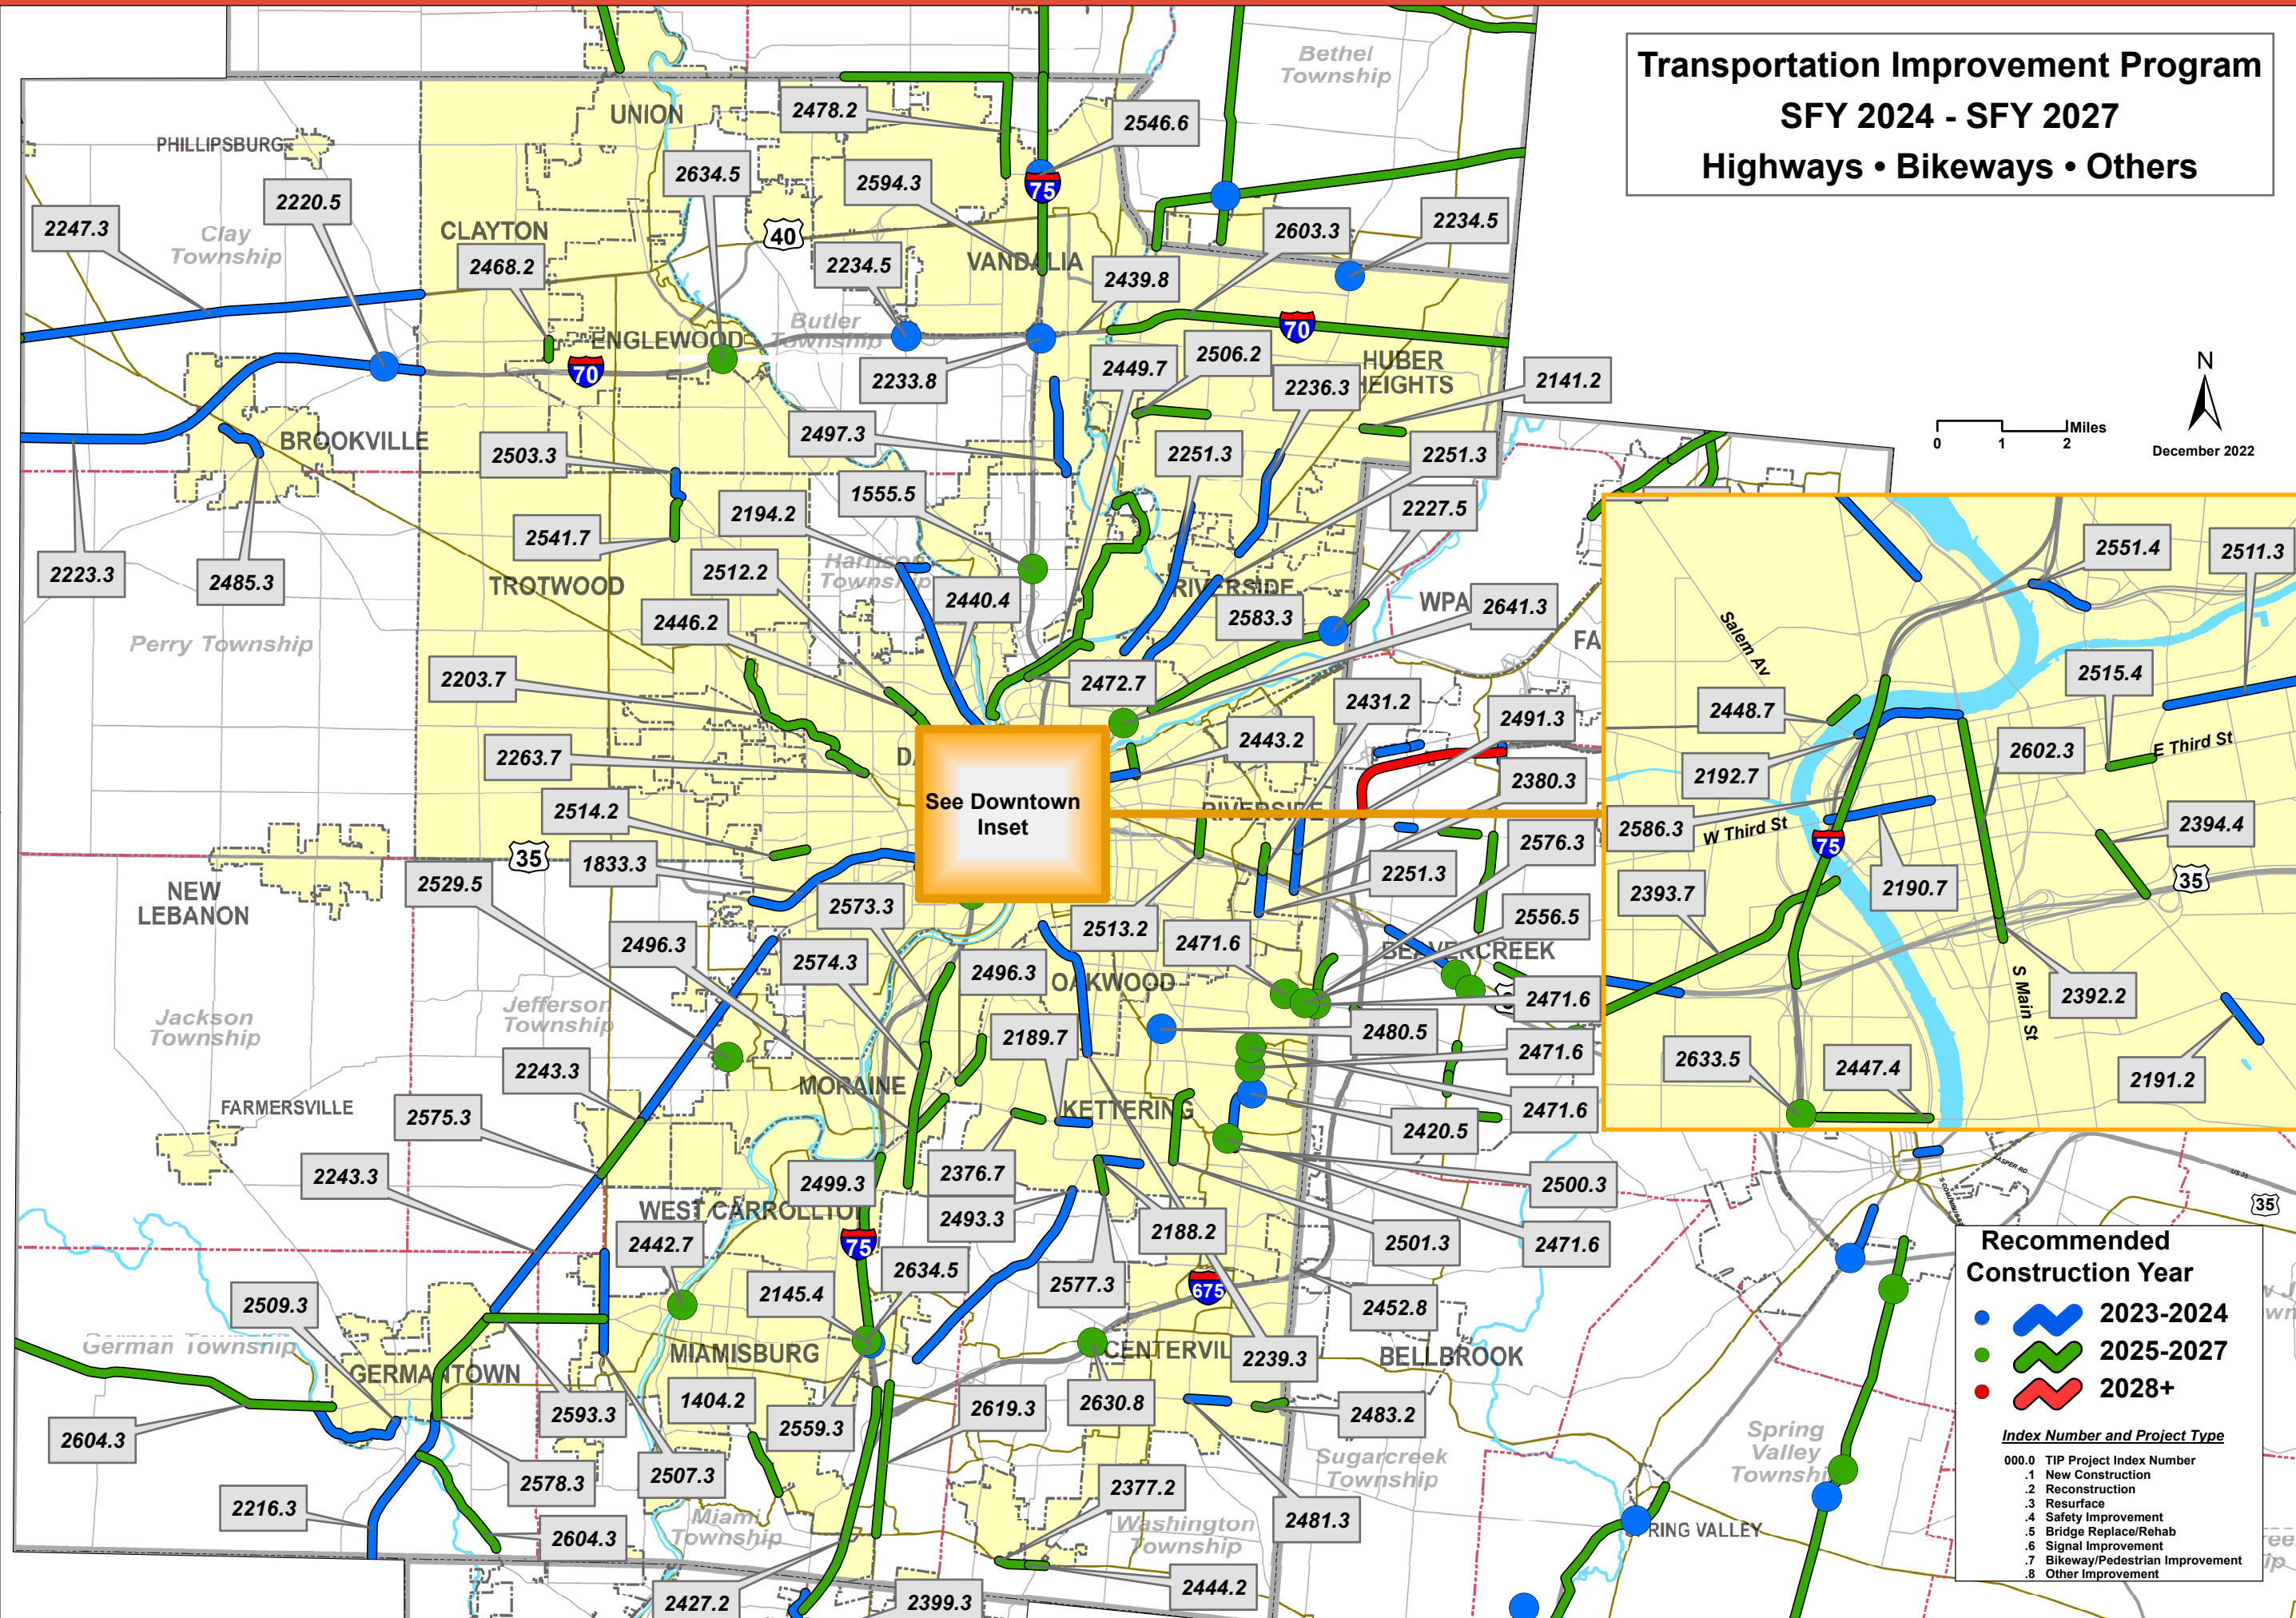 Transportation Improvement Program
SFY 2024 - SFY 2027
Highways • Bikeways • Others
Bethel
Township
UNION
2478.2
2546.6
PHILLIPSBURG
2634.5
2594.3
75
2220.5
2247.3
Clay
Township
CLAYTON
40
2603.3
2234.5
2468.2
2234.5
VANDALIA
2439.8
Butler
Township
ENGLEWOOD
70
70
2233.8
2449.7
2506.2
HUBER
HEIGHTS
2236.3
2141.2
N
Miles
0 1 2
December 2022
BROOKVILLE
2497.3
2503.3
2251.3
2251.3
1555.5
2194.2
2227.5
2541.7
2551.4
2511.3
2223.3
2485.3
2512.2
Harrison
Township
TROTWOOD
RIVERSIDE
2440.4
2583.3
2641.3
2446.2
Perry Township
Salem Av
2203.7
2472.7
2515.4
2431.2
2491.3
2448.7
2443.2
2602.3
E Third St
2263.7
2192.7
2380.3
See Downtown
Inset
RIVERSIDE
2514.2
2586.3
W Third St
2394.4
75
35
1833.3
2576.3
2529.5
2251.3
35
2190.7
2393.7
NEW
LEBANON
2573.3
2513.2
2556.5
2496.3
2471.6
2574.3
BEAVERCREEK
2496.3
OAKWOOD
2471.6
2392.2
S Main St
Jefferson
Township
Jackson
Township
2189.7
2480.5
2471.6
2633.5
2447.4
2243.3
MORAINE
2191.2
FARMERSVILLE
KETTERING
2471.6
2575.3
2420.5
2243.3
2499.3
2376.7
2500.3
US 35
35
WEST CARROLLTON
2493.3
2188.2
2501.3
2471.6
2442.7
75
2634.5
2577.3
675
2145.4
2452.8
2509.3
German Township
MIAMISBURG
2239.3
BELLBROOK
GERMANTOWN
1404.2
2593.3
2559.3
2619.3
2630.8
2483.2
2604.3
Sugarcreek
Township
Spring
Valley
2578.3
2507.3
2377.2
2216.3
Miami
Township
Washington
Township
2481.3
2604.3
2444.2
2427.2
2399.3
Recommended
Construction Year
2023-2024
2025-2027
2028+
Index Number and Project Type
000.0 TIP Project Index Number
.1 New Construction
.2 Reconstruction
.3 Resurface
.4 Safety Improvement
.5 Bridge Replace/Rehab
.6 Signal Improvement
.7 Bikeway/Pedestrian Improvement
.8 Other Improvement